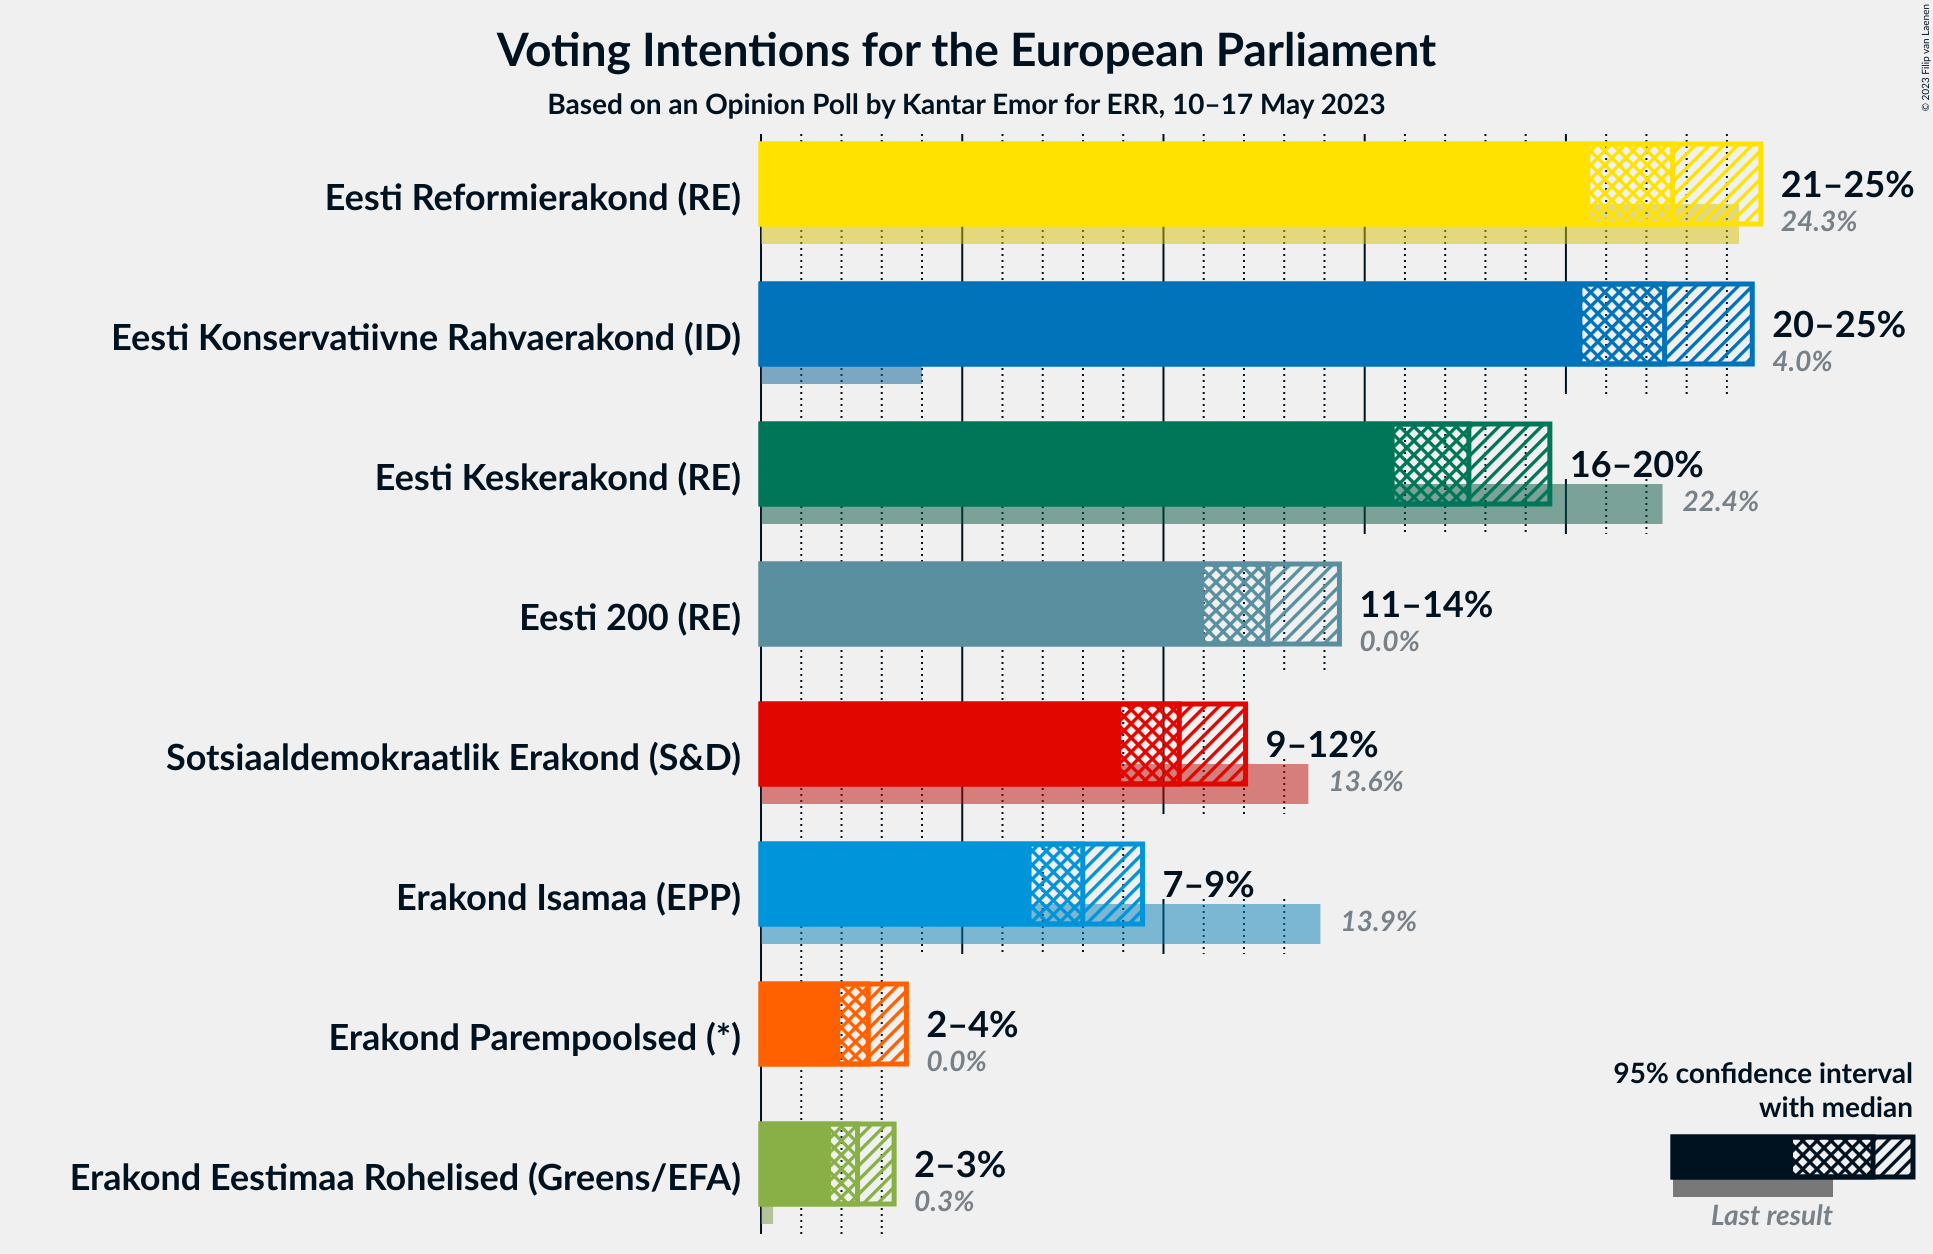 Voting Intentions for the European Parliament
Based on an Opinion Poll by Kantar Emor for ERR, 10–17 May 2023
© 2023 Filip van Laenen
Eesti Reformierakond (RE)
21–25%
24.3%
Eesti Konservatiivne Rahvaerakond (ID)
20–25%
4.0%
Eesti Keskerakond (RE)
16–20%
22.4%
Eesti 200 (RE)
11–14%
0.0%
Sotsiaaldemokraatlik Erakond (S&D)
9–12%
13.6%
Erakond Isamaa (EPP)
7–9%
13.9%
Erakond Parempoolsed (*)
2–4%
0.0%
Erakond Eestimaa Rohelised (Greens/EFA)
2–3%
0.3%
95% confidence interval
with median
Last result